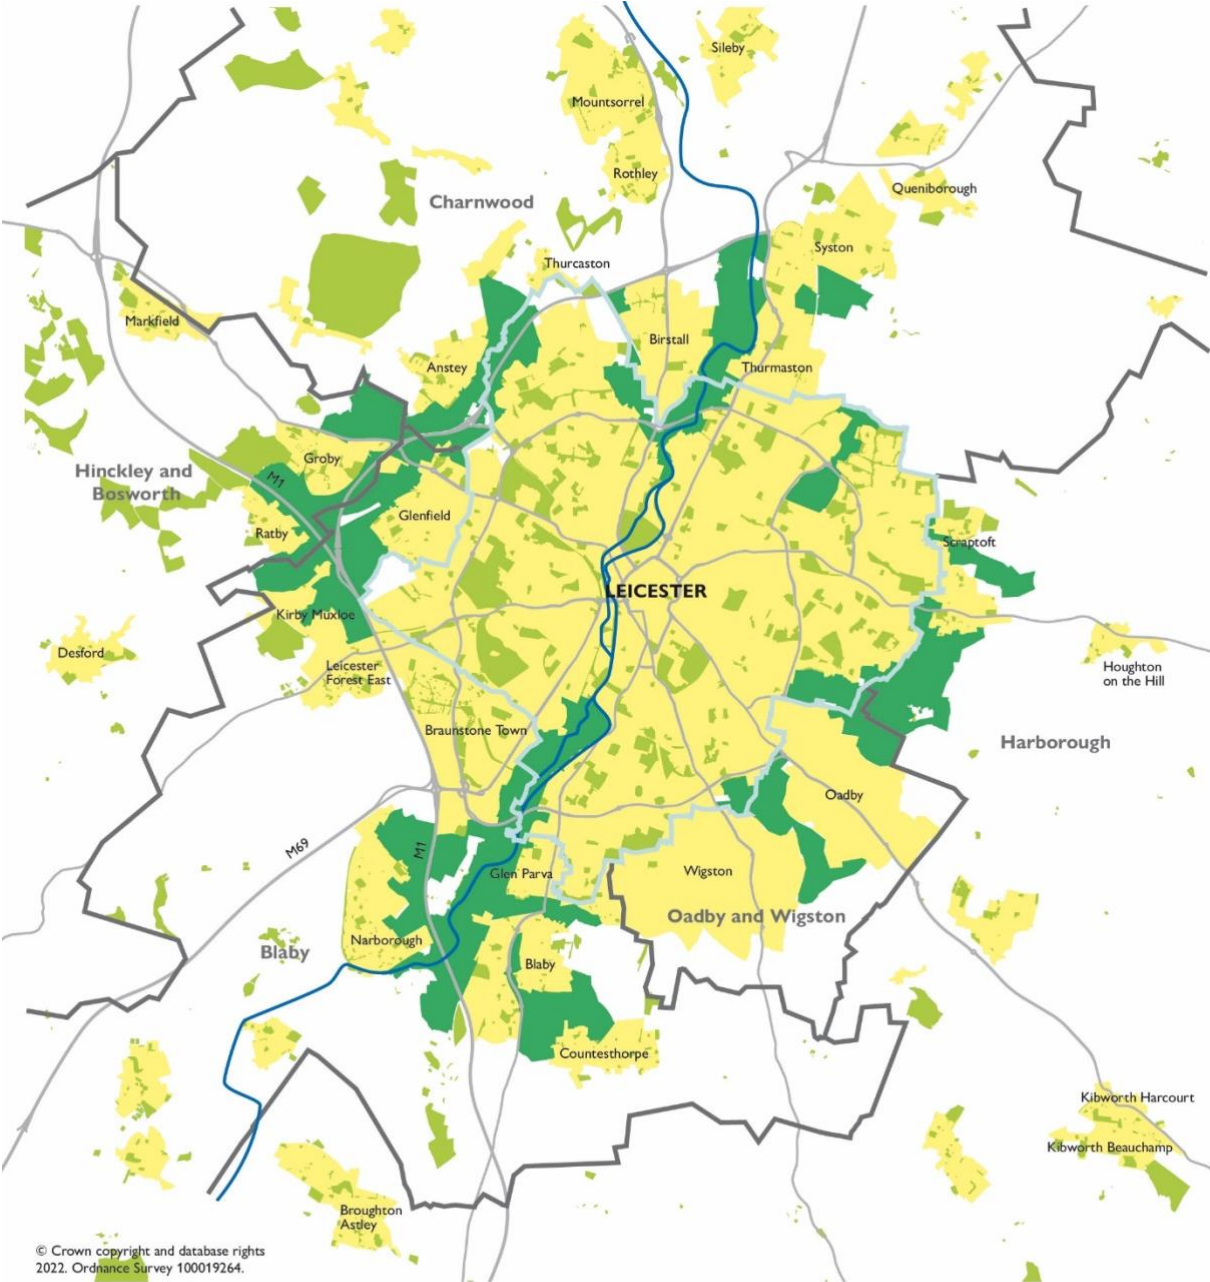 Sileby
Mountsorrel
Rothley
Queniborough
Charnwood
Syston
Thurcaston
Markfield
Birstall
Anstey
Thurmaston
Groby
Hinckley and
Bosworth
M1
Glenfield
Ratby
Scraptoft
LEICESTER
Kirby Muxloe
Desford
Leicester
Forest East
Houghton
on the Hill
Braunstone Town
Harborough
Oadby
M69
M1
Glen Parva
Wigston
Oadby and Wigston
Narborough
Blaby
Blaby
Countesthorpe
Kibworth Harcourt
Kibworth Beauchamp
Broughton
Astley
© Crown copyright and database rights
2022. Ordnance Survey 100019264.